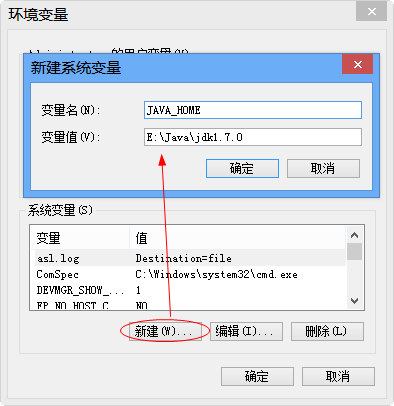 环境变量
新建系统变量
变量名(N): JAVA_HOME
变量值(V): E:\Java\jdk1.7.0
确定 取消
系统变量(S)
变量 值
asl.log Destination=file
ComSpec C:\Windows\system32\cmd.exe
DEVMGR_SHOW_... 1
FP_NO_HOST_C... NO
新建(W)... 编辑(I)... 删除(L)
确定 取消